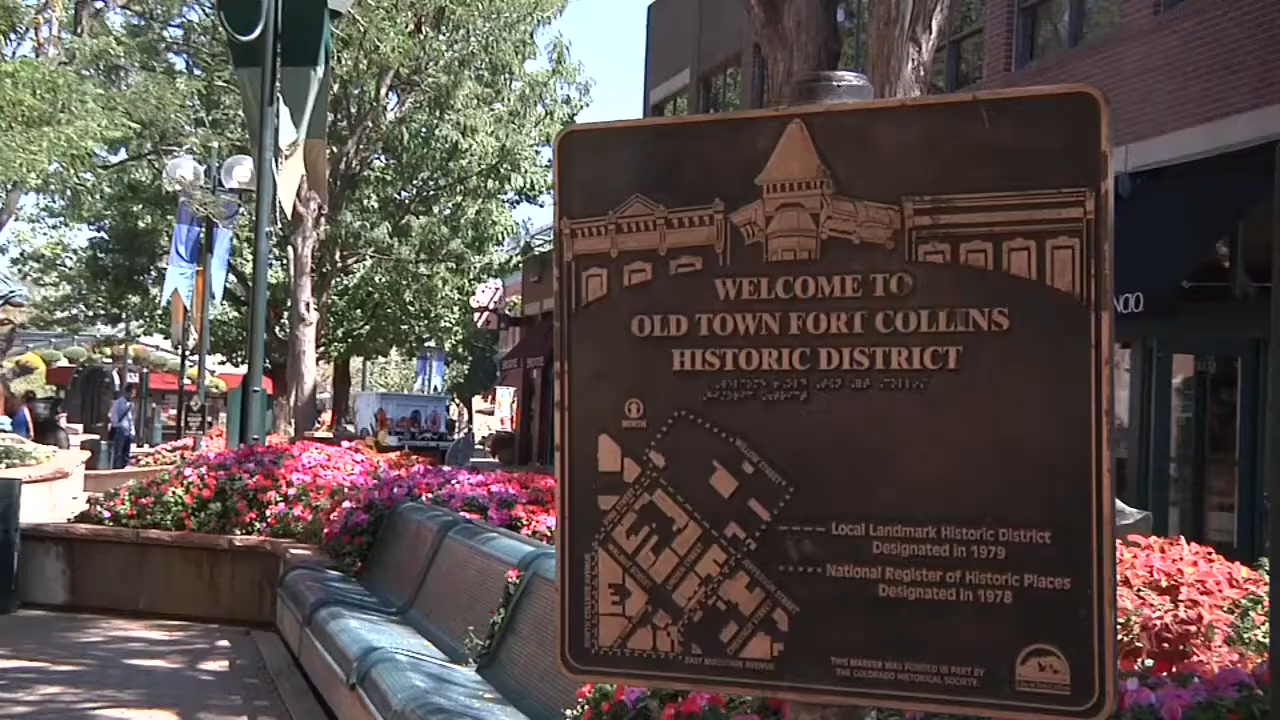 WELCOME TO
OLD TOWN FORT COLLINS
HISTORIC DISTRICT
NORTH
Local Landmark Historic District
Designated in 1979
National Register of Historic Places
Designated in 1978
EAST MOUNTAIN AVENUE
THIS MARKER WAS FUNDED IN PART BY
THE COLORADO HISTORICAL SOCIETY.